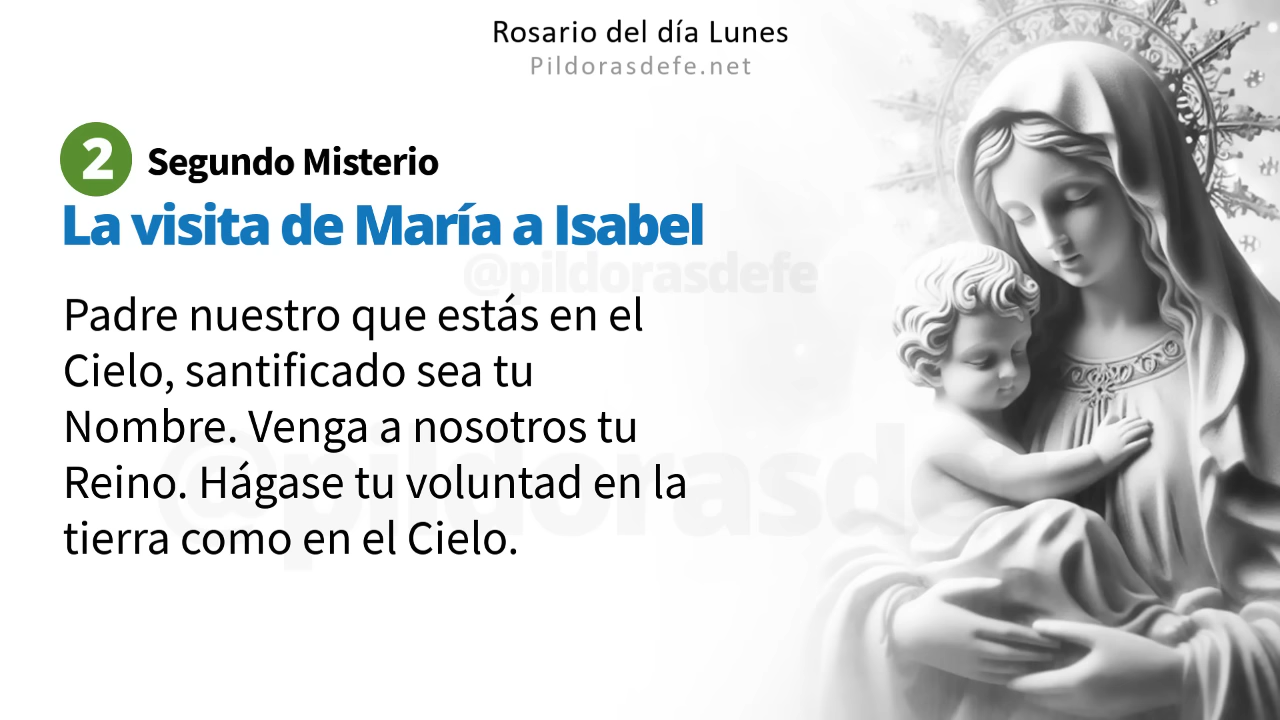 Rosario del día Lunes
Pildorasdefe.net
2 Segundo Misterio
La visita de María a Isabel
@pildorasdefe
Padre nuestro que estás en el
Cielo, santificado sea tu
Nombre. Venga a nosotros tu
Reino. Hágase tu voluntad en la
tierra como en el Cielo.
@pildorasde